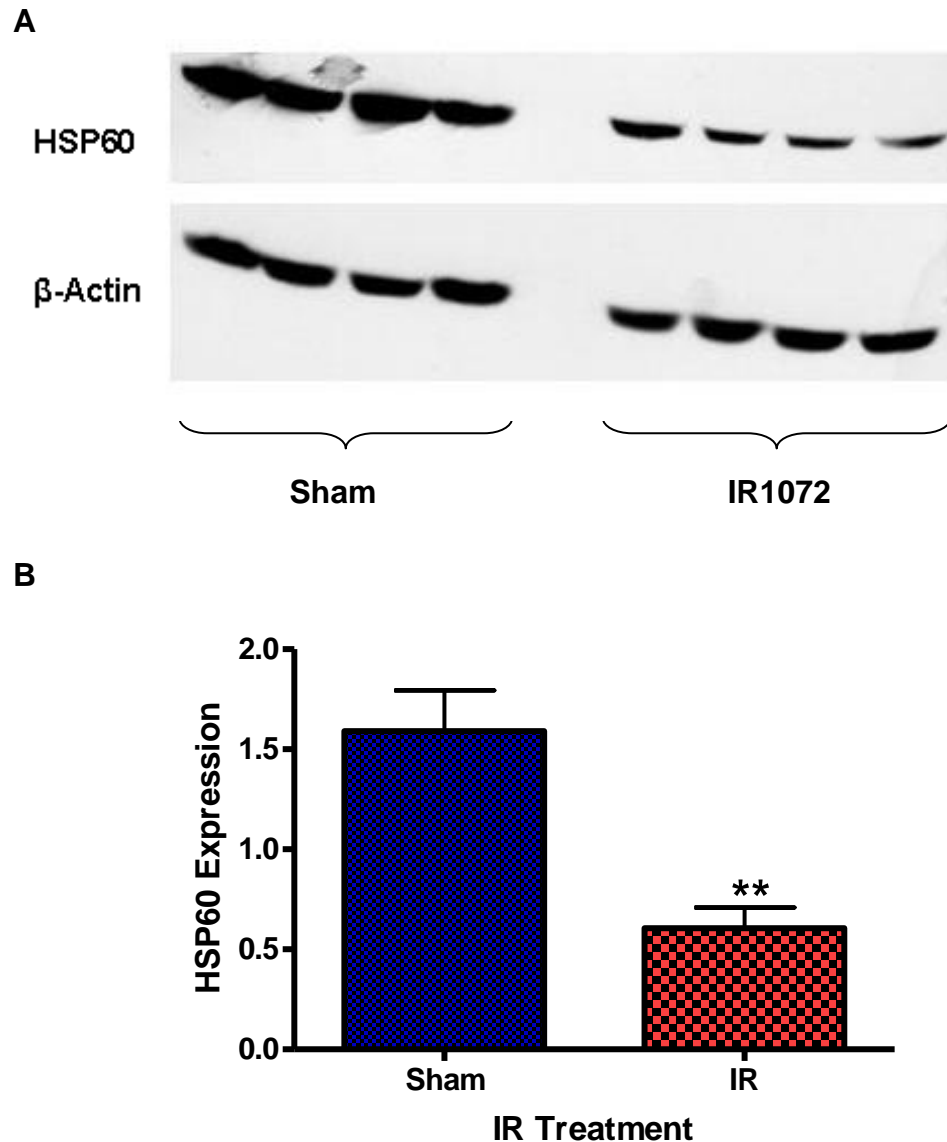 A
HSP60
β-Actin
Sham IR1072
B
2.0
1.5
1.0
0.5
0.0
HSP60 Expression
**
Sham IR
IR Treatment